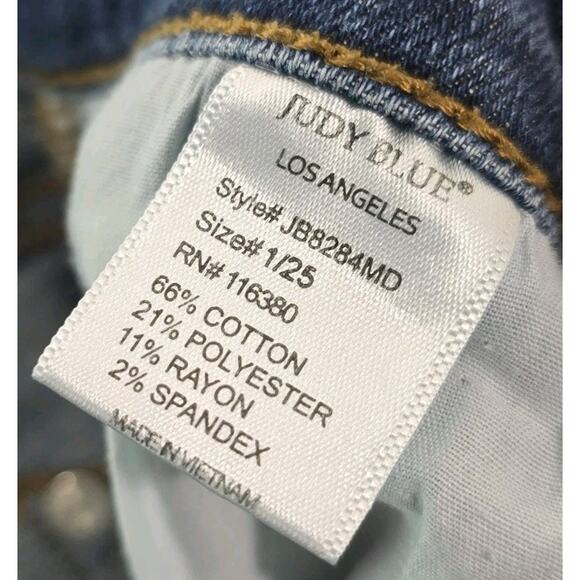 JUDY BLUE®
LOS ANGELES
Style# JB8284MD
Size# 1/25
RN# 116380
66% COTTON
21% POLYESTER
11% RAYON
2% SPANDEX
MADE IN VIETNAM